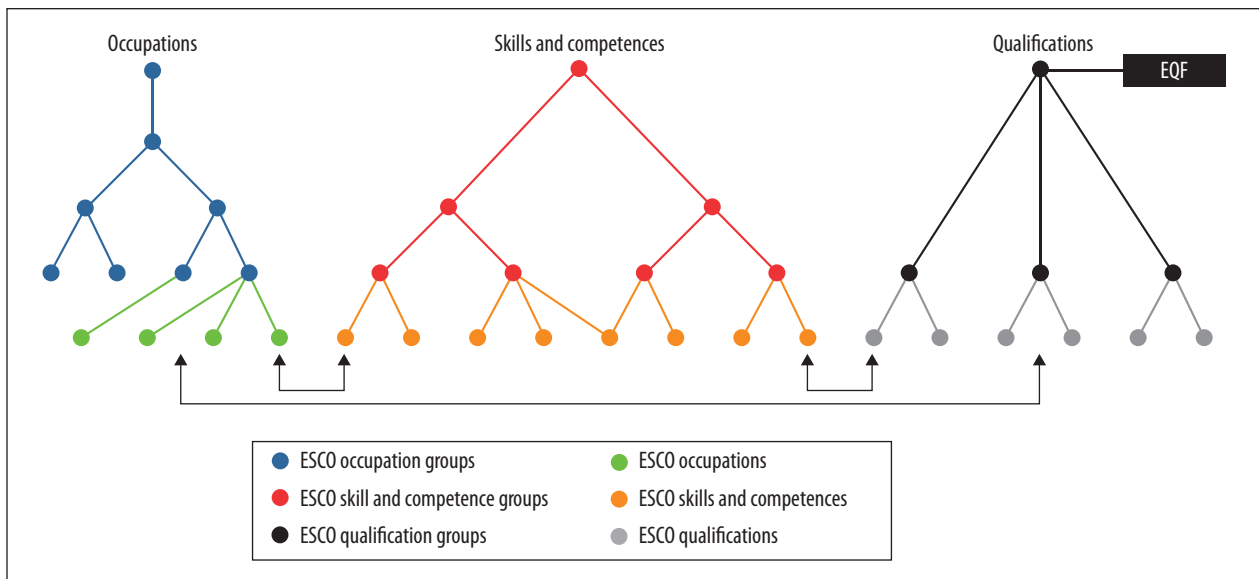 Occupations
Skills and competences
Qualifications
EQF
ESCO occupation groups
ESCO occupations
ESCO skill and competence groups
ESCO skills and competences
ESCO qualification groups
ESCO qualifications